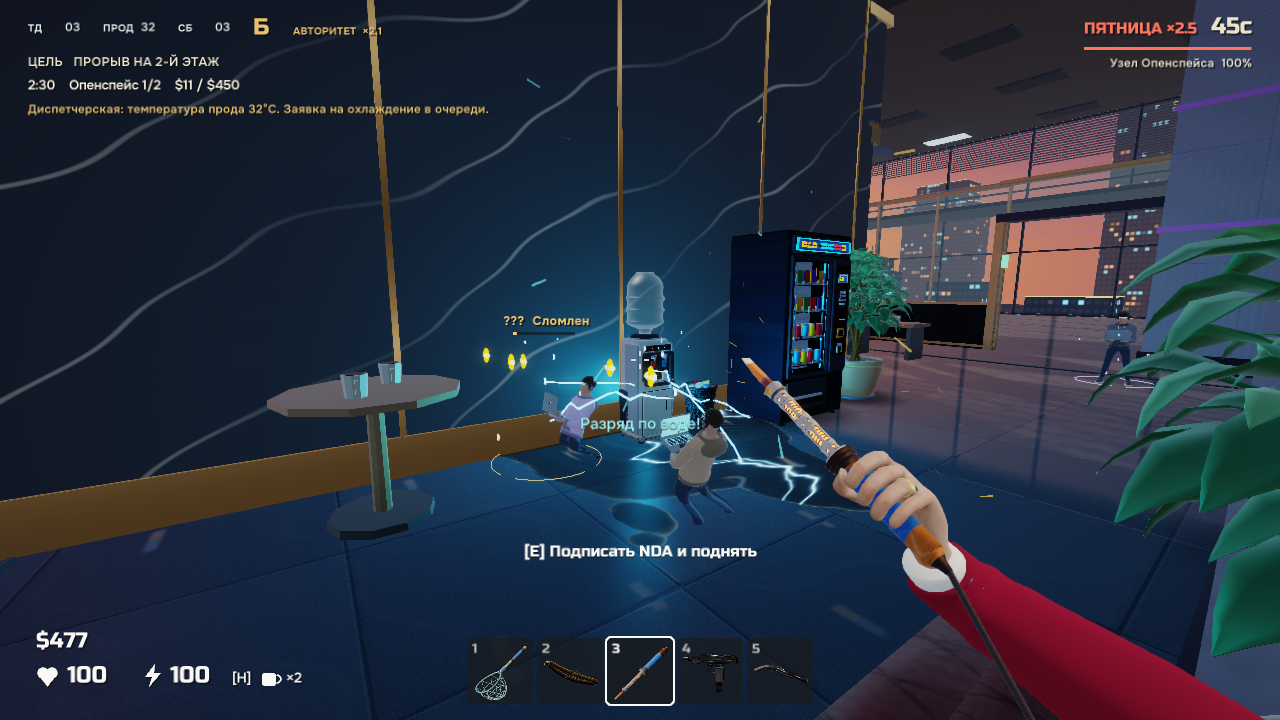 ТД 03 ПРОД 32 СБ 03 Б АВТОРИТЕТ ×2.1
ПЯТНИЦА ×2.5 45с
Узел Опенспейса 100%
ЦЕЛЬ ПРОРЫВ НА 2-Й ЭТАЖ
2:30 Опенспейс 1/2 $11 / $450
Диспетчерская: температура прода 32°C. Заявка на охлаждение в очереди.
??? Сломлен
Разряд по воде!
[E] Подписать NDA и поднять
$477
100 100 [H] ×2
1 2 3 4 5